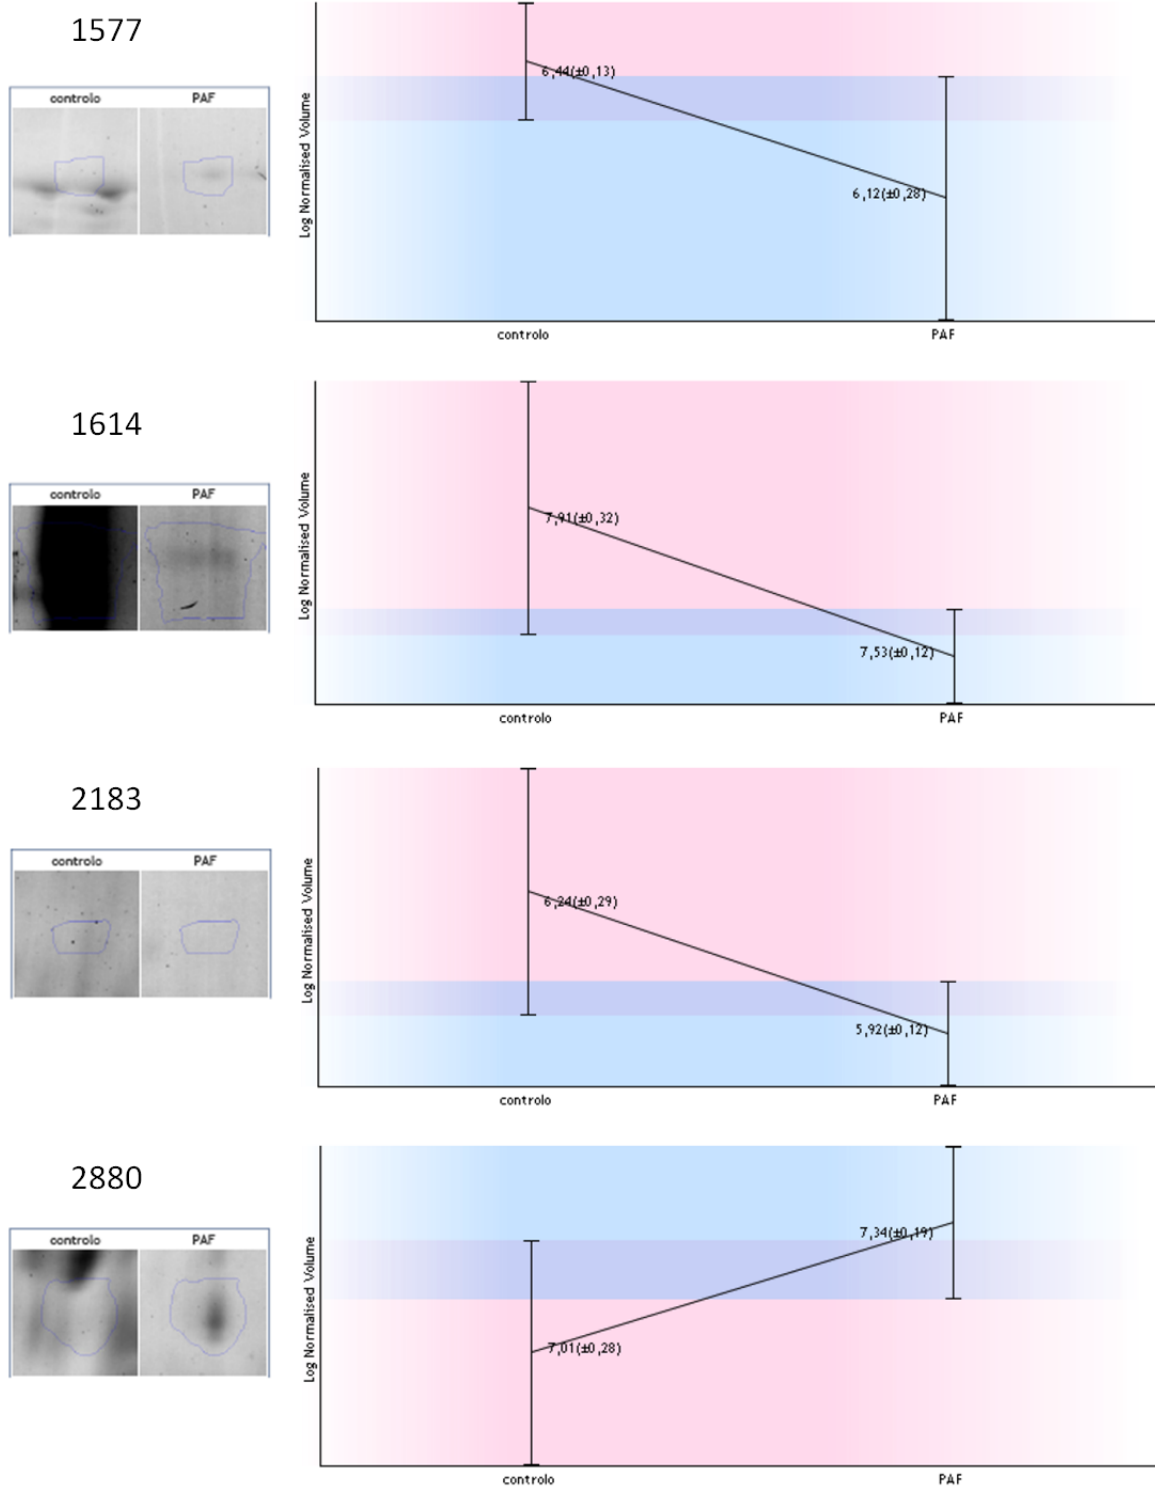 1577
controlo PAF
Log Normalised Volume
6,44(±0,13)
6,12(±0,28)
controlo PAF
1614
controlo PAF
Log Normalised Volume
7,91(±0,32)
7,53(±0,12)
controlo PAF
2183
controlo PAF
Log Normalised Volume
6,24(±0,29)
5,92(±0,12)
controlo PAF
2880
controlo PAF
Log Normalised Volume
7,34(±0,19)
7,01(±0,28)
controlo PAF